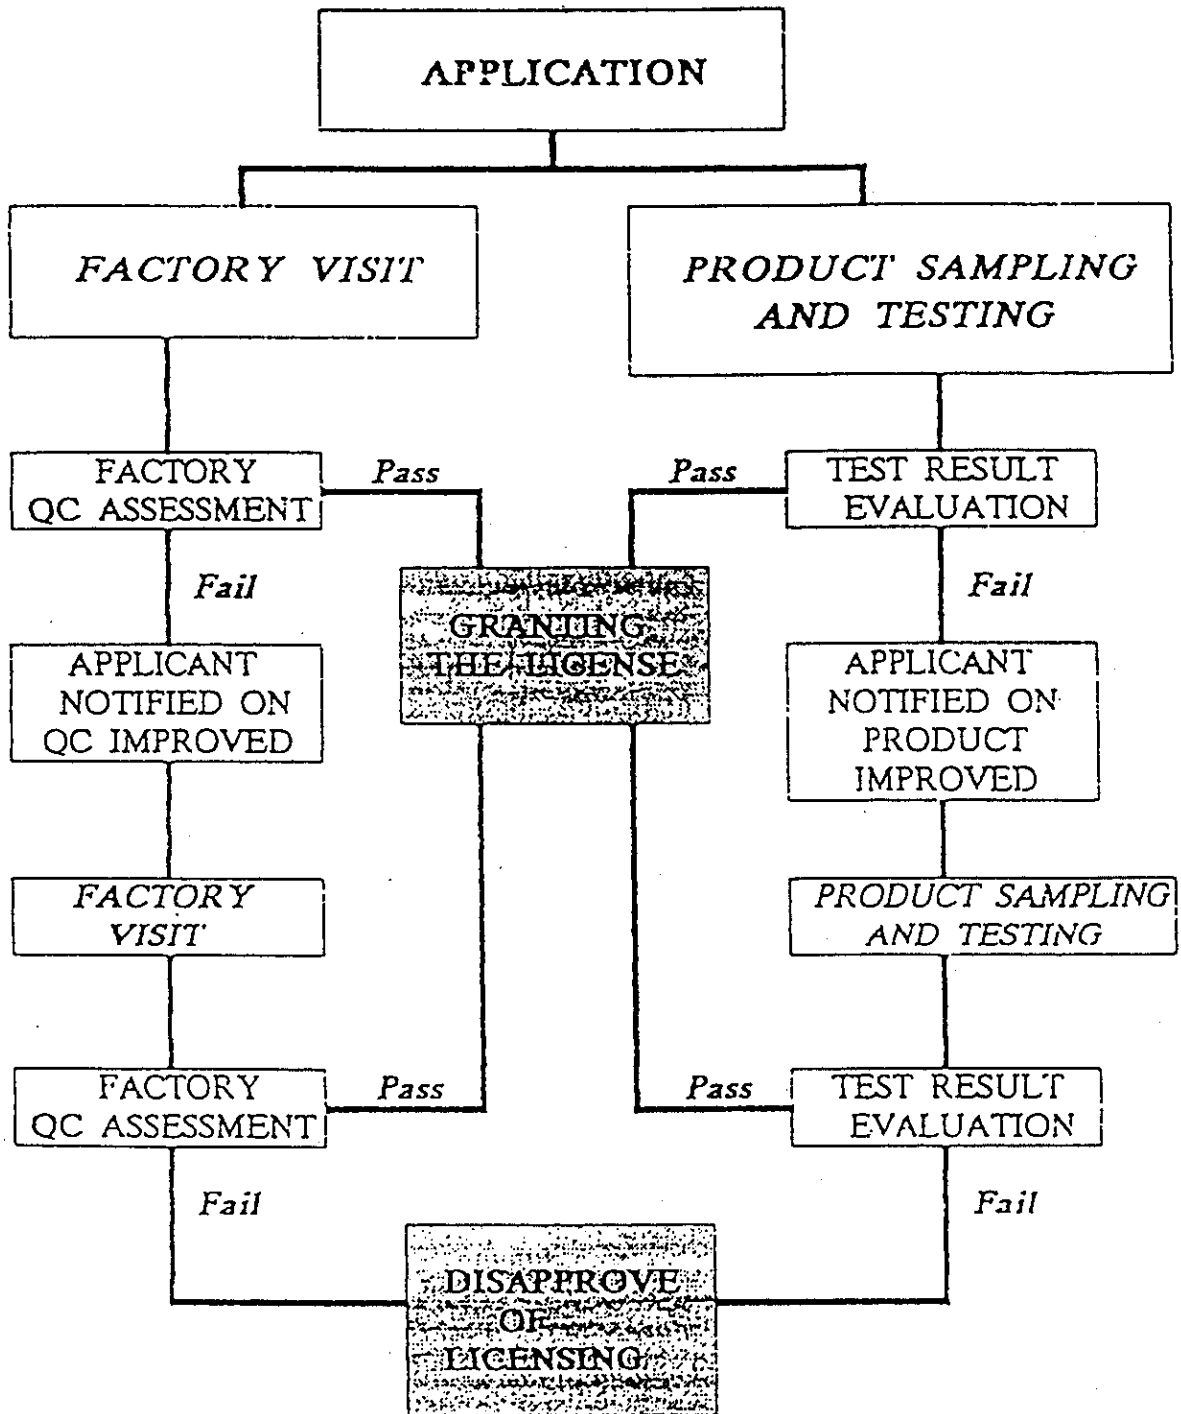 APPLICATION
FACTORY VISIT
PRODUCT SAMPLING
AND TESTING
FACTORY
QC ASSESSMENT
Pass
Pass
TEST RESULT
EVALUATION
Fail
Fail
GRANTING
THE LICENSE
APPLICANT
NOTIFIED ON
QC IMPROVED
APPLICANT
NOTIFIED ON
PRODUCT
IMPROVED
FACTORY
VISIT
PRODUCT SAMPLING
AND TESTING
FACTORY
QC ASSESSMENT
Pass
Pass
TEST RESULT
EVALUATION
Fail
Fail
DISAPPROVE
OF
LICENSING